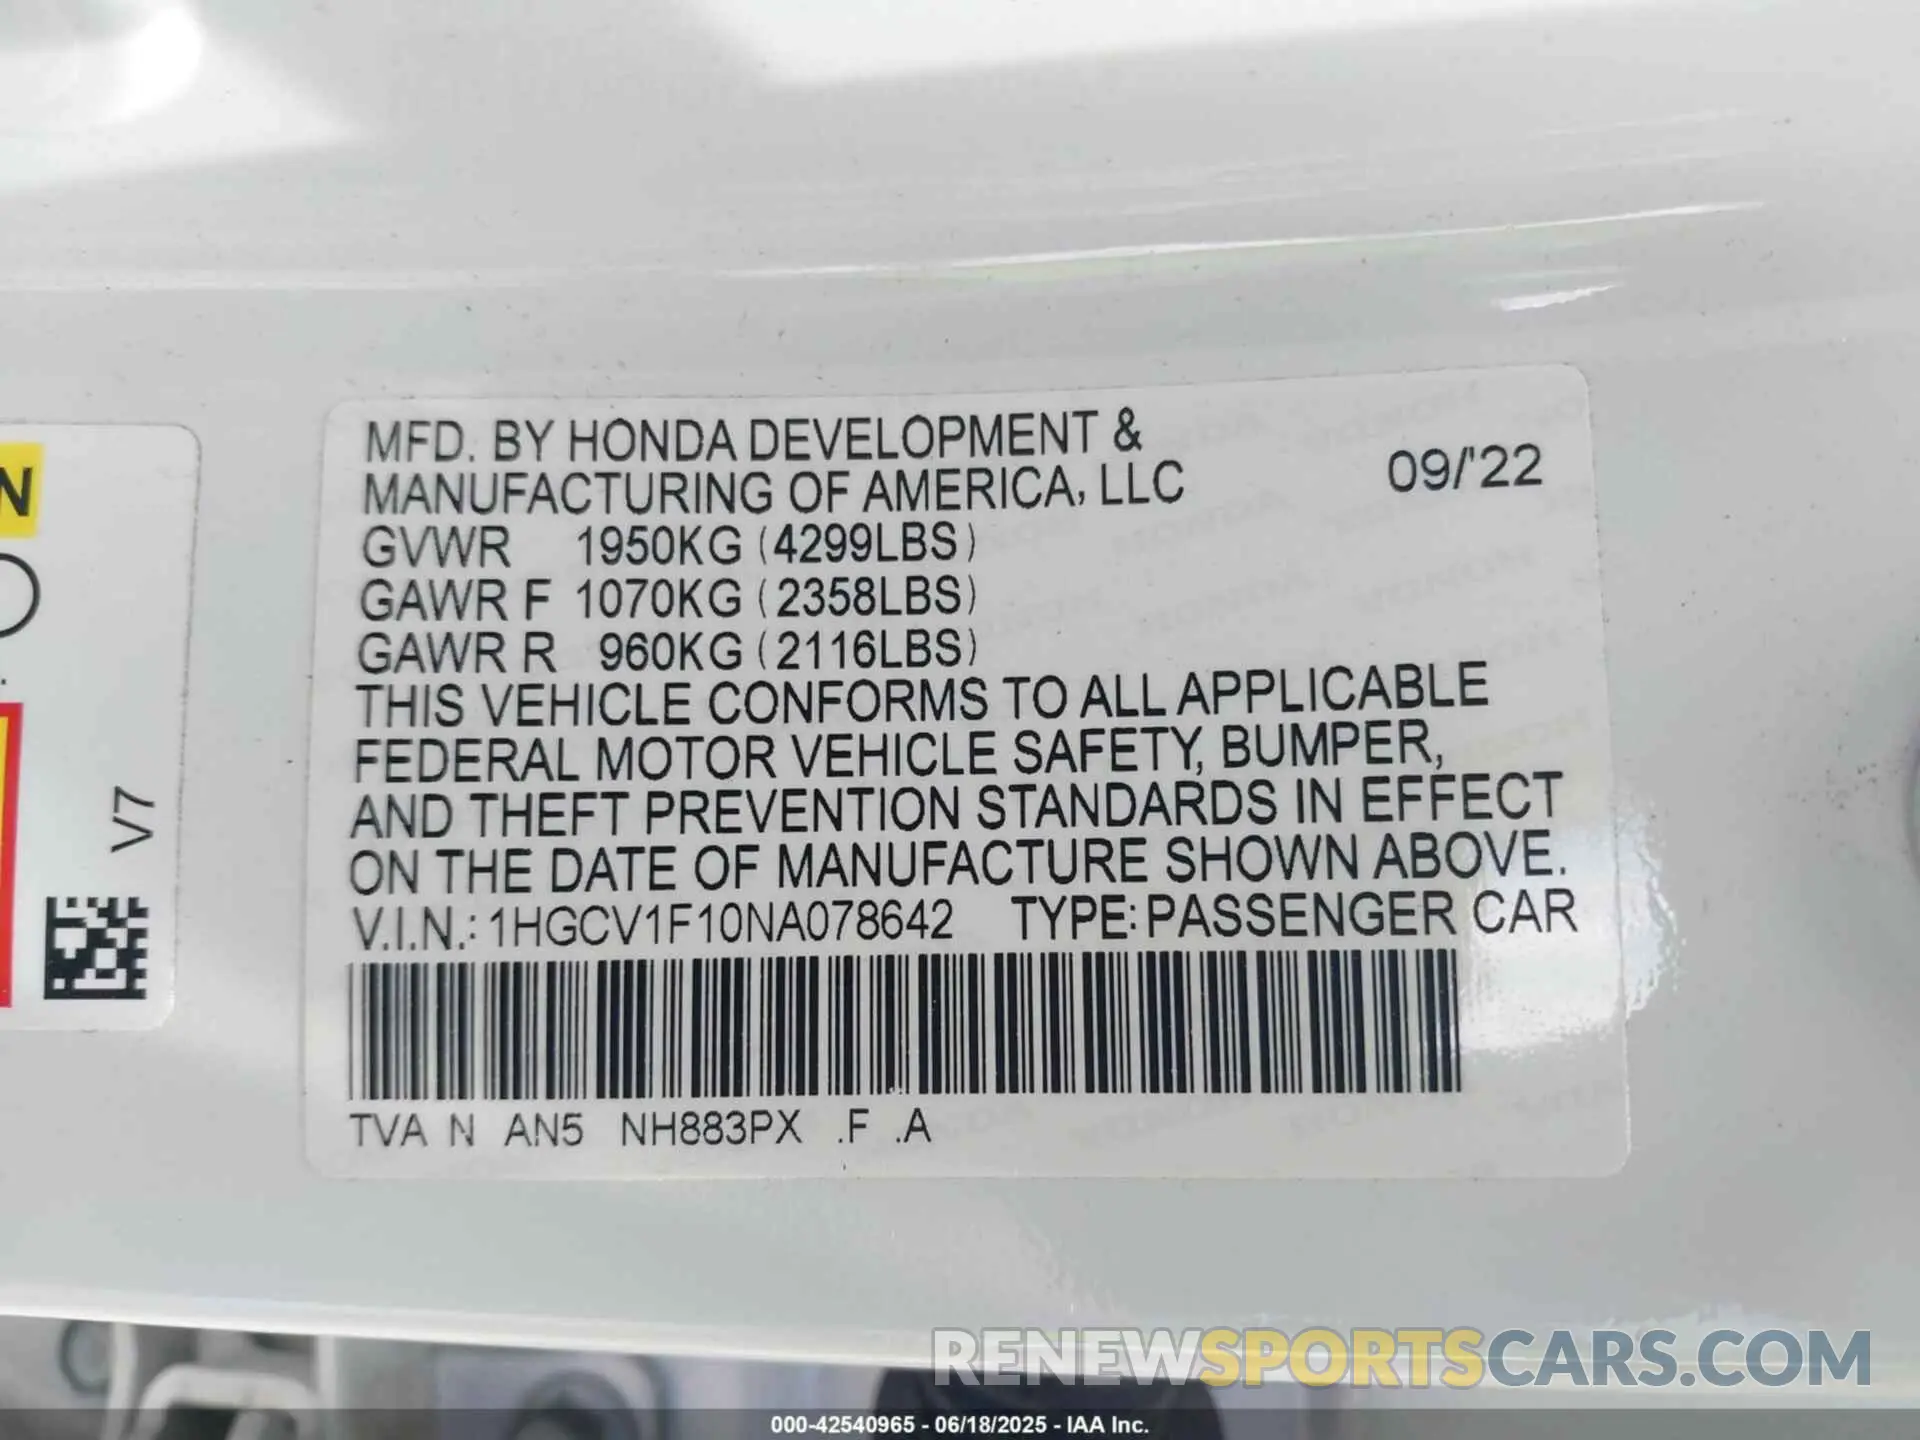 MFD. BY HONDA DEVELOPMENT &
MANUFACTURING OF AMERICA, LLC 09/'22
GVWR 1950KG (4299LBS)
GAWR F 1070KG (2358LBS)
GAWR R 960KG (2116LBS)
THIS VEHICLE CONFORMS TO ALL APPLICABLE
FEDERAL MOTOR VEHICLE SAFETY, BUMPER,
AND THEFT PREVENTION STANDARDS IN EFFECT
ON THE DATE OF MANUFACTURE SHOWN ABOVE.
V.I.N.: 1HGCV1F10NA078642 TYPE: PASSENGER CAR
TVA N AN5 NH883PX .F .A
V7
RENEWSPORTSCARS.COM
000-42540965 - 06/18/2025 - IAA Inc.